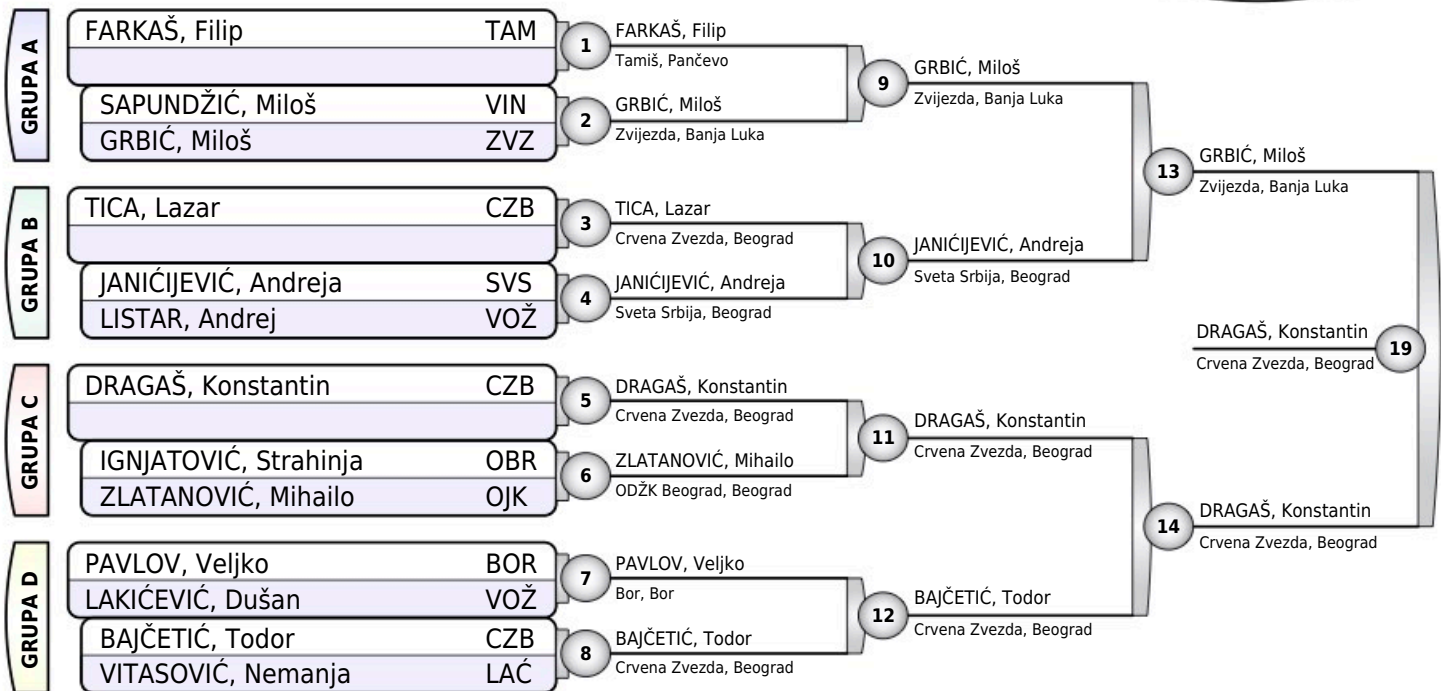 GRUPA A
FARKAŠ, Filip TAM
SAPUNDŽIĆ, Miloš VIN
GRBIĆ, Miloš ZVZ
GRUPA B
TICA, Lazar CZB
JANIĆIJEVIĆ, Andreja SVS
LISTAR, Andrej VOŽ
GRUPA C
DRAGAŠ, Konstantin CZB
IGNJATOVIĆ, Strahinja OBR
ZLATANOVIĆ, Mihailo OJK
GRUPA D
PAVLOV, Veljko BOR
LAKIĆEVIĆ, Dušan VOŽ
BAJČETIĆ, Todor CZB
VITASOVIĆ, Nemanja LAĆ
1 FARKAŠ, Filip
Tamiš, Pančevo
2 GRBIĆ, Miloš
Zvijezda, Banja Luka
3 TICA, Lazar
Crvena Zvezda, Beograd
4 JANIĆIJEVIĆ, Andreja
Sveta Srbija, Beograd
5 DRAGAŠ, Konstantin
Crvena Zvezda, Beograd
6 ZLATANOVIĆ, Mihailo
ODŽK Beograd, Beograd
7 PAVLOV, Veljko
Bor, Bor
8 BAJČETIĆ, Todor
Crvena Zvezda, Beograd
9 GRBIĆ, Miloš
Zvijezda, Banja Luka
10 JANIĆIJEVIĆ, Andreja
Sveta Srbija, Beograd
11 DRAGAŠ, Konstantin
Crvena Zvezda, Beograd
12 BAJČETIĆ, Todor
Crvena Zvezda, Beograd
13 GRBIĆ, Miloš
Zvijezda, Banja Luka
14 DRAGAŠ, Konstantin
Crvena Zvezda, Beograd
DRAGAŠ, Konstantin 19
Crvena Zvezda, Beograd